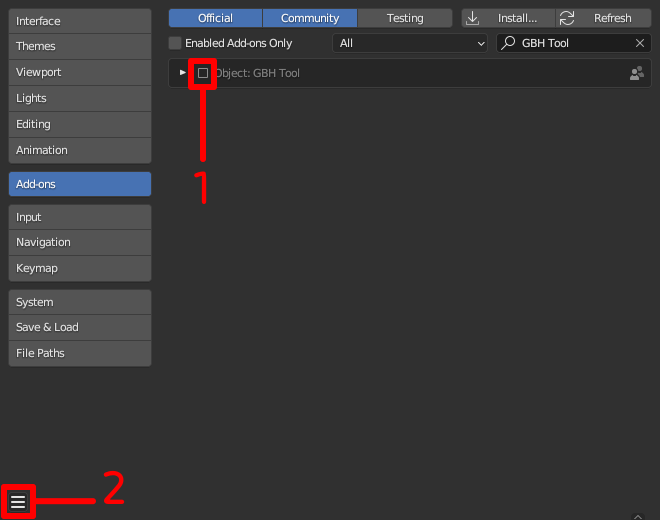 Interface
Themes
Viewport
Lights
Editing
Animation
Add-ons
Input
Navigation
Keymap
System
Save & Load
File Paths
Official Community Testing Install... Refresh
Enabled Add-ons Only All GBH Tool
Object: GBH Tool
1
2